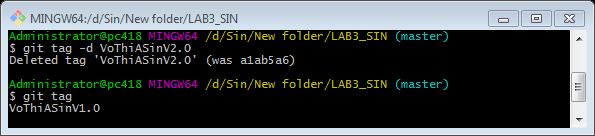 MINGW64:/d/Sin/New folder/LAB3_SIN
Administrator@pc418 MINGW64 /d/Sin/New folder/LAB3_SIN (master)
$ git tag -d VoThiASinV2.0
Deleted tag 'VoThiASinV2.0' (was a1ab5a6)
Administrator@pc418 MINGW64 /d/Sin/New folder/LAB3_SIN (master)
$ git tag
VoThiASinV1.0